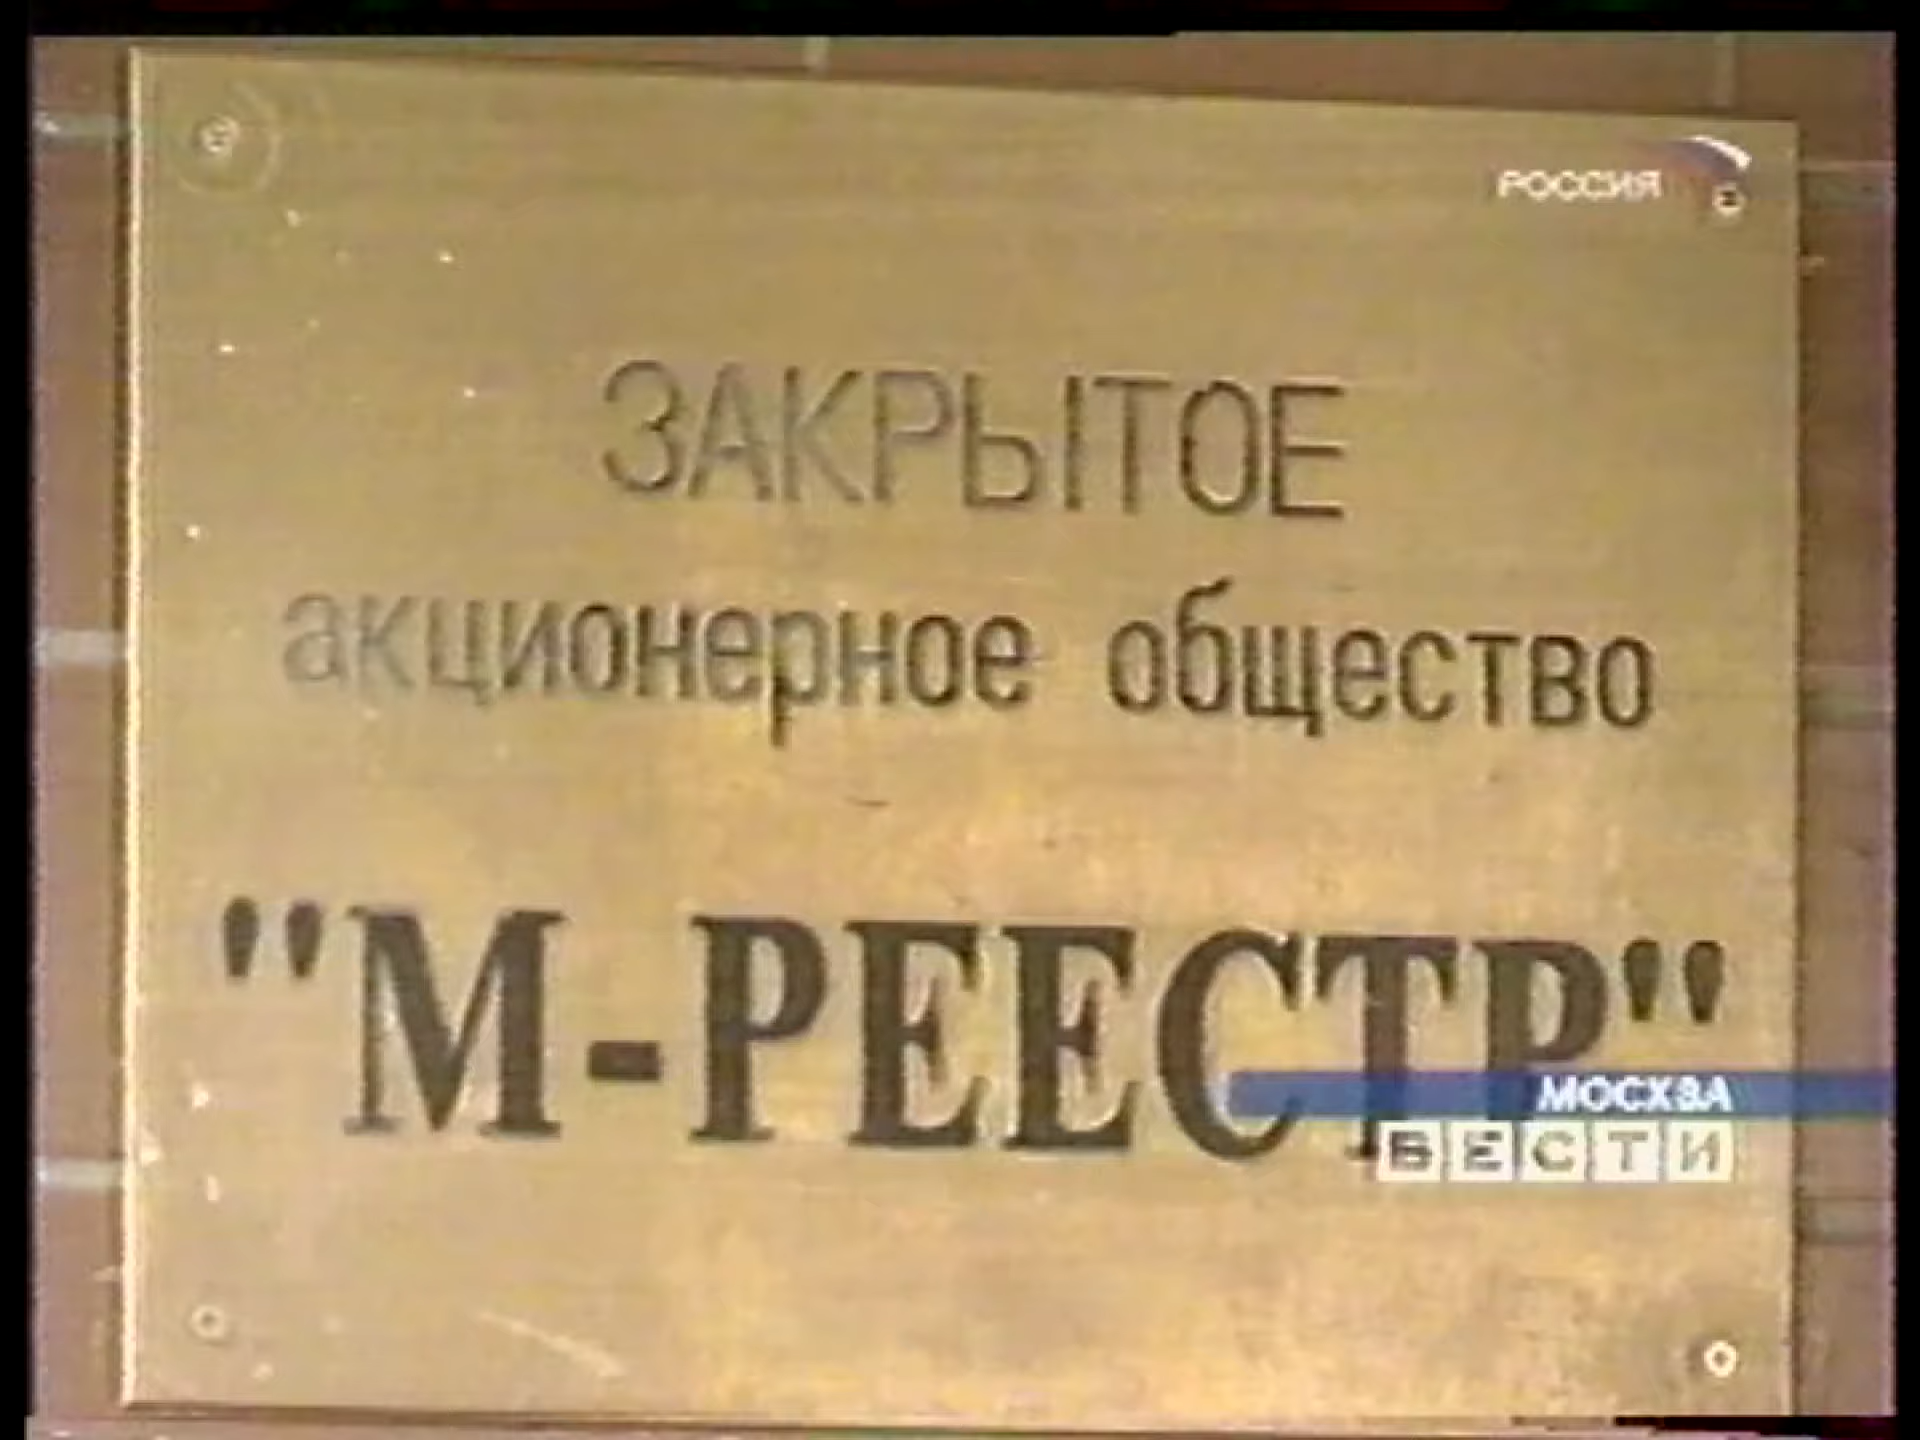 РОССИЯ
ЗАКРЫТОЕ
акционерное общество
"М-РЕЕСТР"
МОСКВА
ВЕСТИ